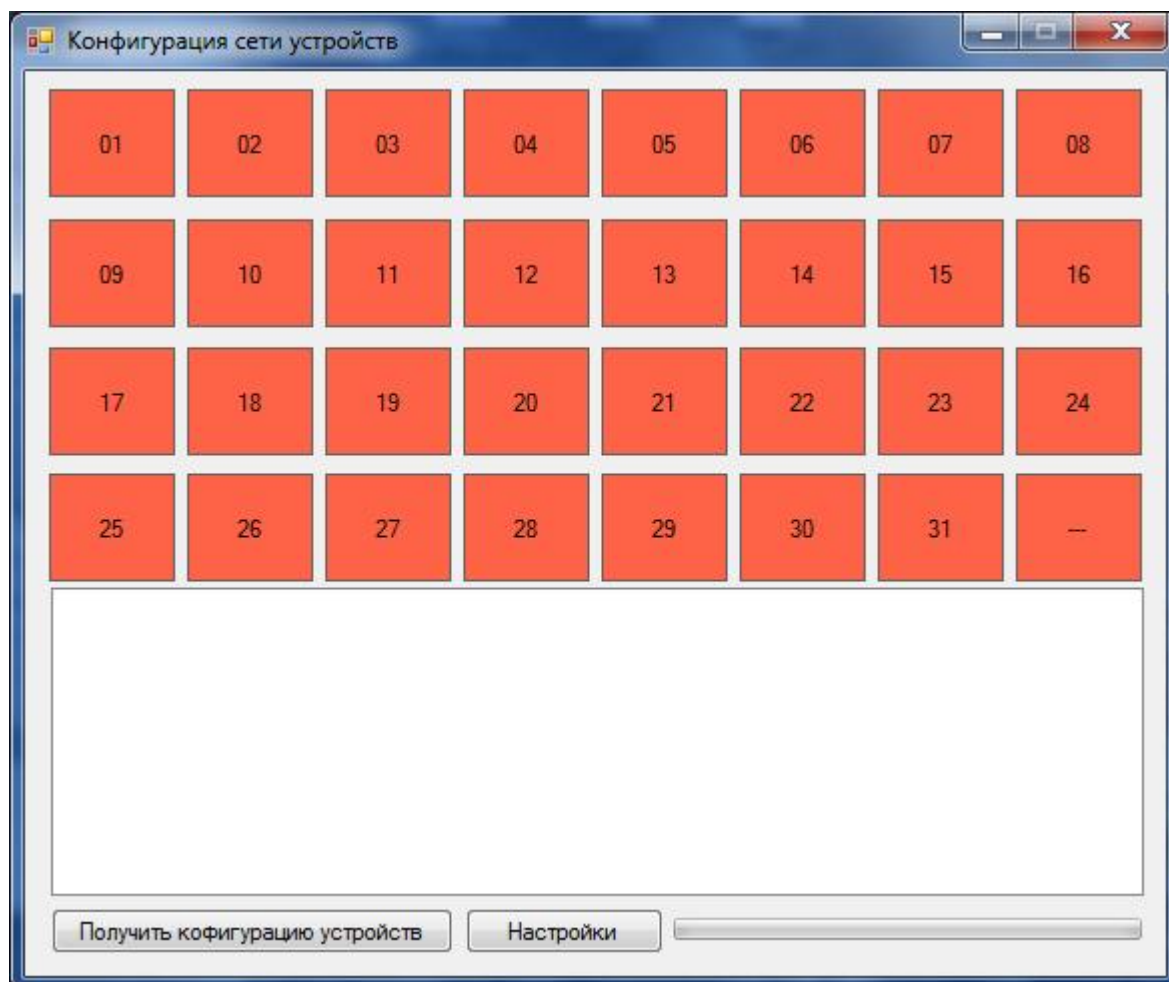 Конфигурация сети устройств
01 02 03 04 05 06 07 08
09 10 11 12 13 14 15 16
17 18 19 20 21 22 23 24
25 26 27 28 29 30 31 ---
Получить кофигурацию устройств Настройки